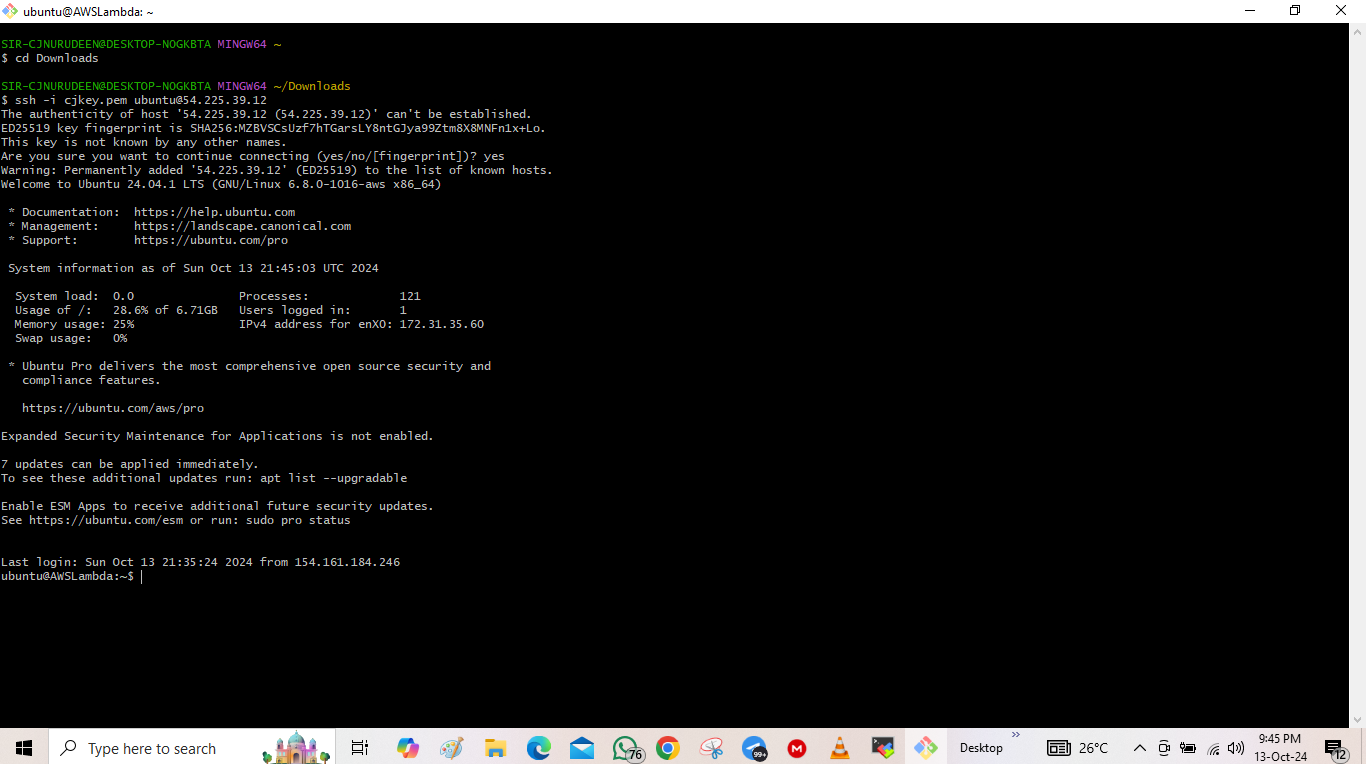 ubuntu@AWSLambda: ~
SIR-CJNURUDEEN@DESKTOP-NOGKBTA MINGW64 ~
$ cd Downloads
SIR-CJNURUDEEN@DESKTOP-NOGKBTA MINGW64 ~/Downloads
$ ssh -i cjkey.pem ubuntu@54.225.39.12
The authenticity of host '54.225.39.12 (54.225.39.12)' can't be established.
ED25519 key fingerprint is SHA256:MZBVSCsUzf7hTGarsLY8ntGJya99Ztm8X8MNFn1x+Lo.
This key is not known by any other names.
Are you sure you want to continue connecting (yes/no/[fingerprint])? yes
Warning: Permanently added '54.225.39.12' (ED25519) to the list of known hosts.
Welcome to Ubuntu 24.04.1 LTS (GNU/Linux 6.8.0-1016-aws x86_64)
* Documentation:  https://help.ubuntu.com
* Management:     https://landscape.canonical.com
* Support:        https://ubuntu.com/pro
System information as of Sun Oct 13 21:45:03 UTC 2024
System load:  0.0               Processes:             121
Usage of /:   28.6% of 6.71GB   Users logged in:       1
Memory usage: 25%               IPv4 address for enX0: 172.31.35.60
Swap usage:   0%
* Ubuntu Pro delivers the most comprehensive open source security and
compliance features.
https://ubuntu.com/aws/pro
Expanded Security Maintenance for Applications is not enabled.
7 updates can be applied immediately.
To see these additional updates run: apt list --upgradable
Enable ESM Apps to receive additional future security updates.
See https://ubuntu.com/esm or run: sudo pro status
Last login: Sun Oct 13 21:35:24 2024 from 154.161.184.246
ubuntu@AWSLambda:~$
Type here to search
76
99+
M
Desktop
26°C
9:45 PM
13-Oct-24
12